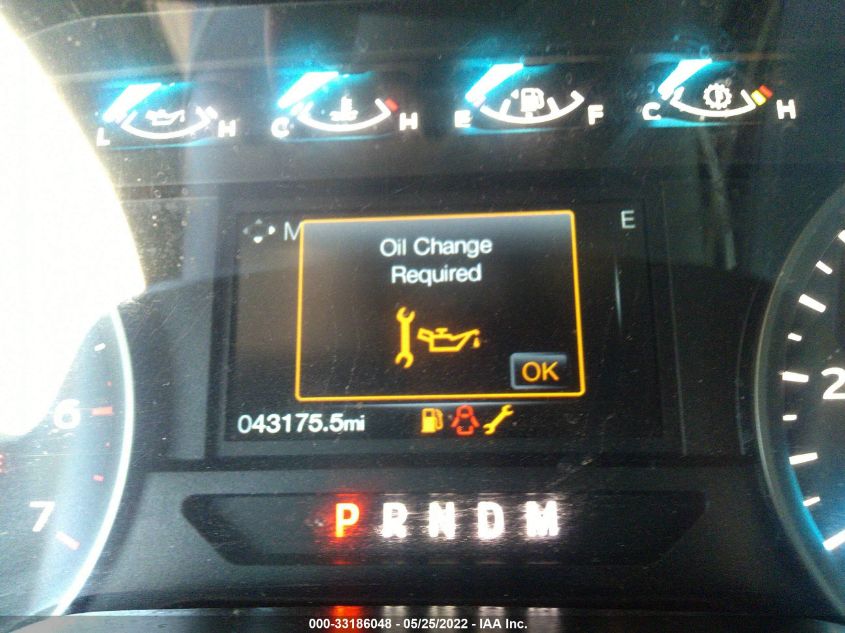 L H C H E F C H
M E
Oil Change
Required
OK
043175.5mi
6
7
2
P R N D M
000-33186048 - 05/25/2022 - IAA Inc.